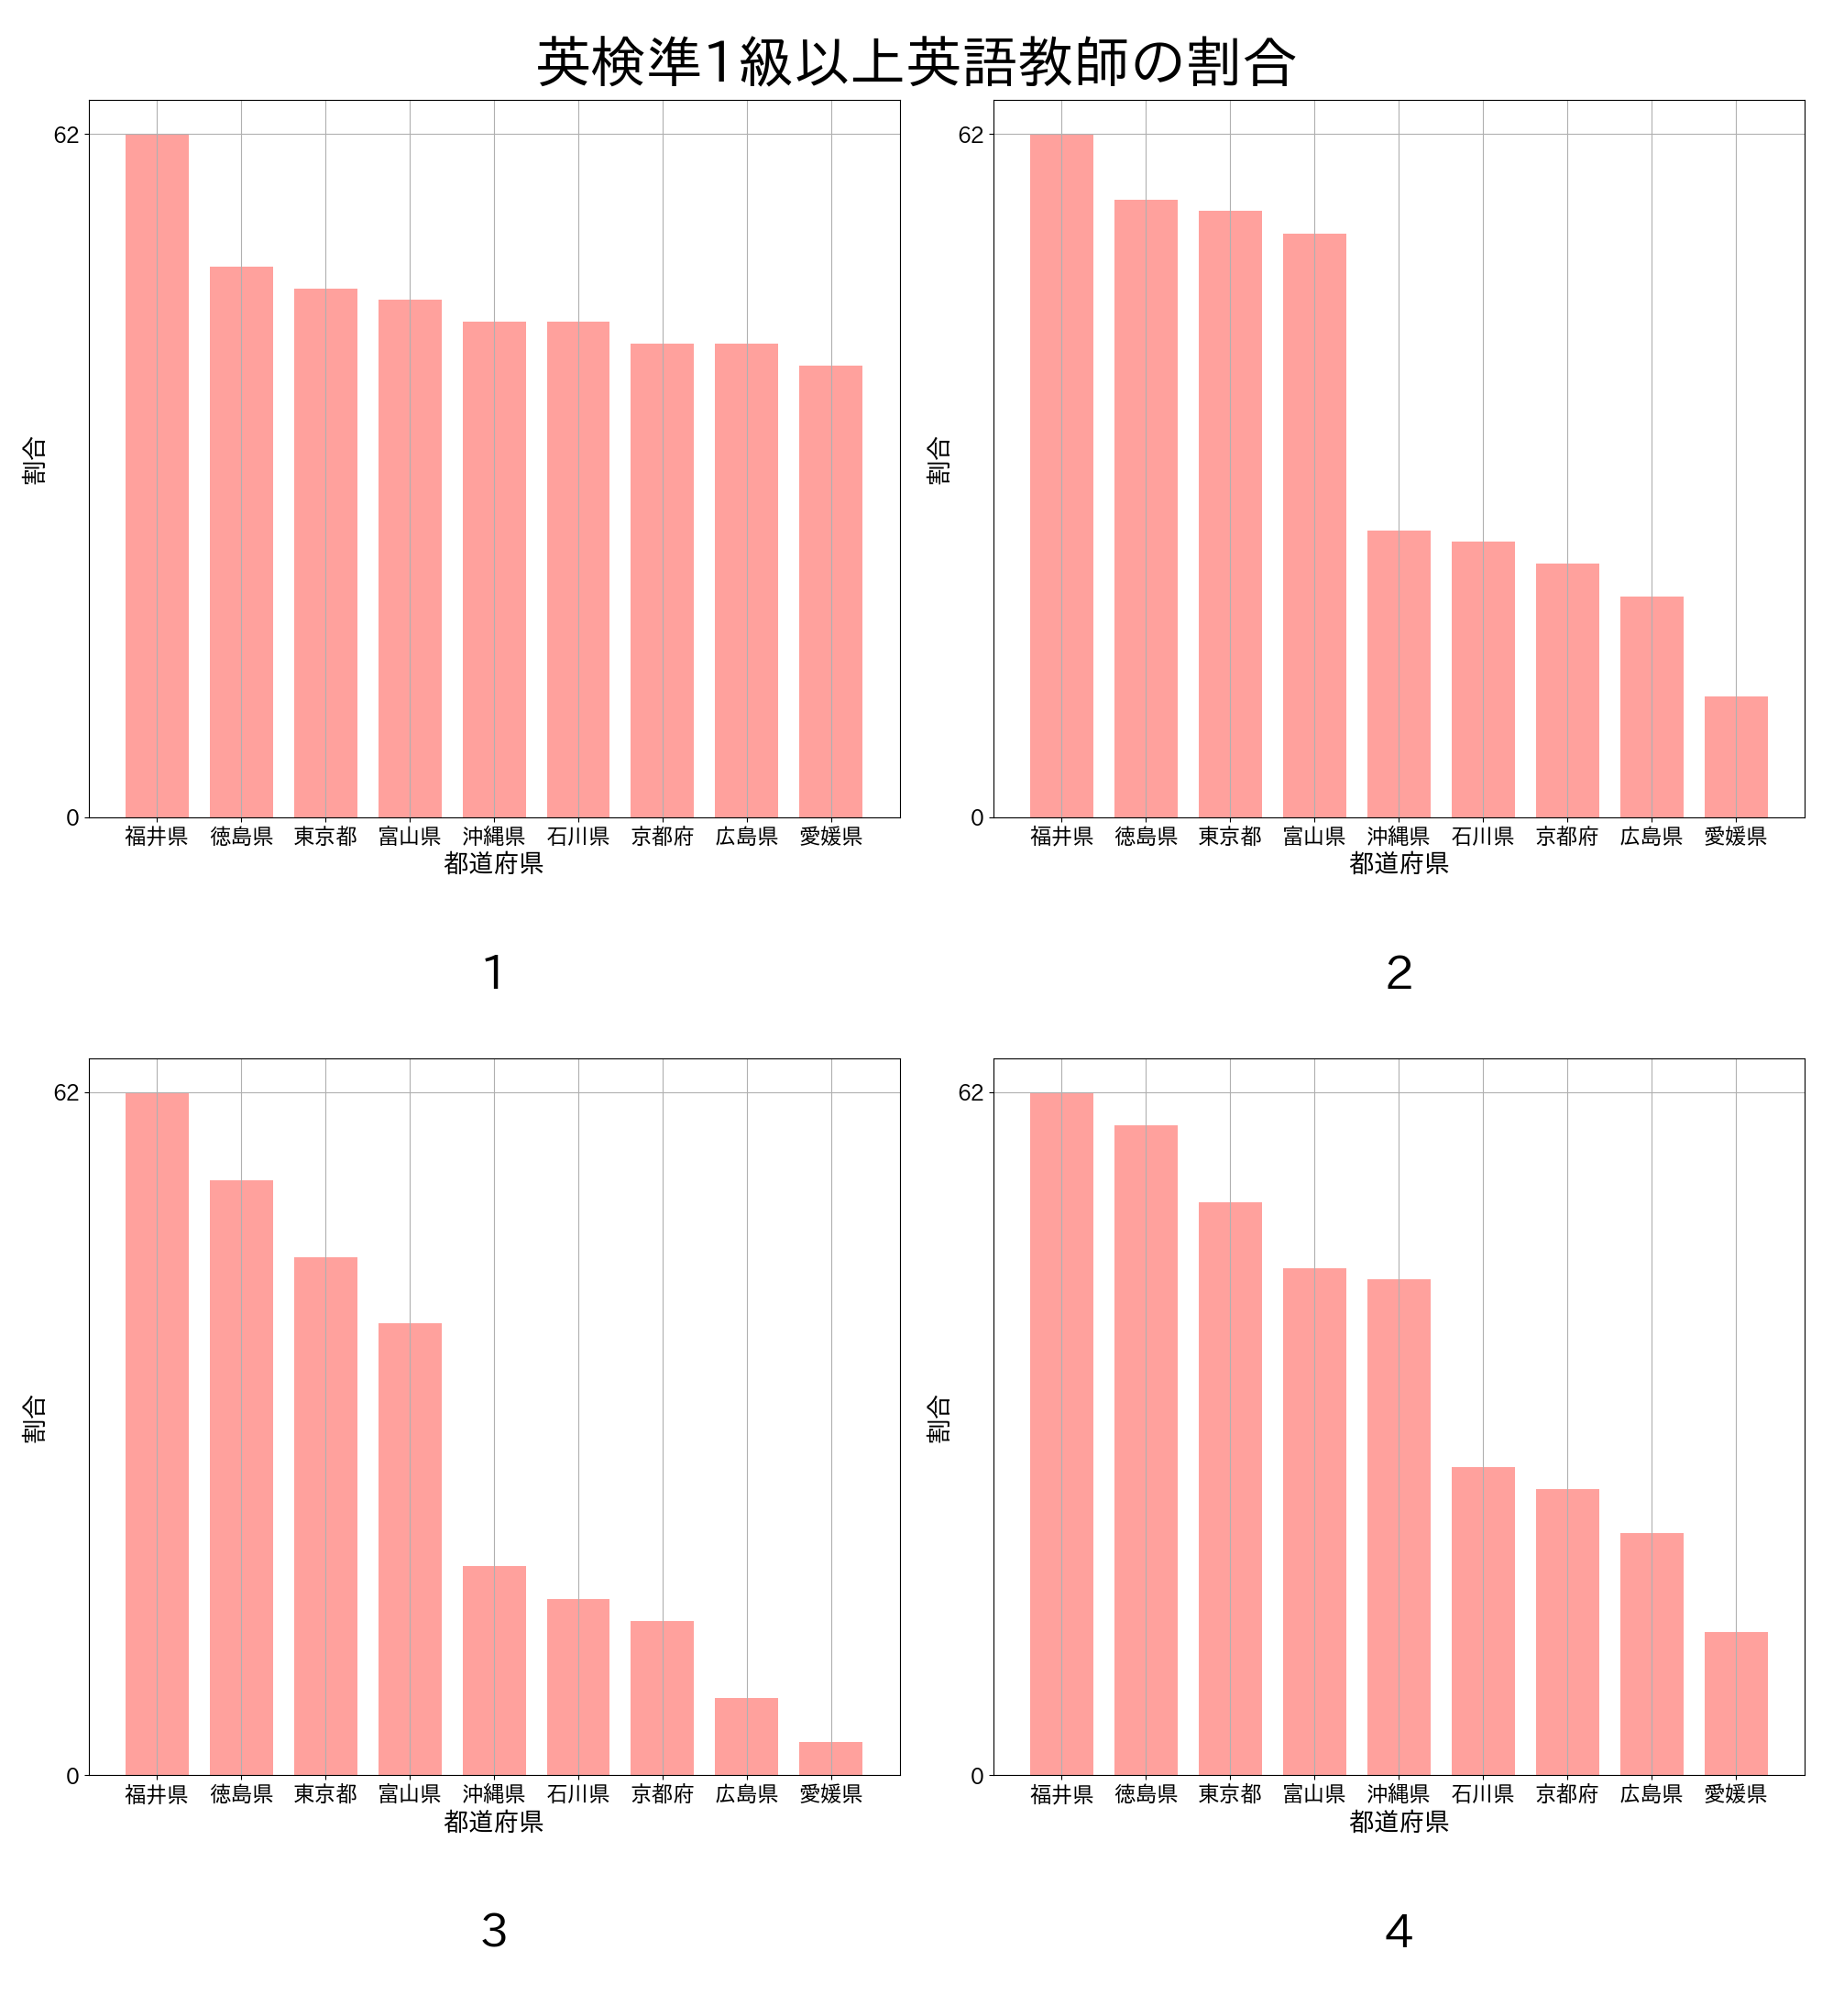 英検準1級以上英語教師の割合
62
0
割合
福井県 徳島県 東京都 富山県 沖縄県 石川県 京都府 広島県 愛媛県
都道府県
1
62
0
割合
福井県 徳島県 東京都 富山県 沖縄県 石川県 京都府 広島県 愛媛県
都道府県
2
62
0
割合
福井県 徳島県 東京都 富山県 沖縄県 石川県 京都府 広島県 愛媛県
都道府県
3
62
0
割合
福井県 徳島県 東京都 富山県 沖縄県 石川県 京都府 広島県 愛媛県
都道府県
4